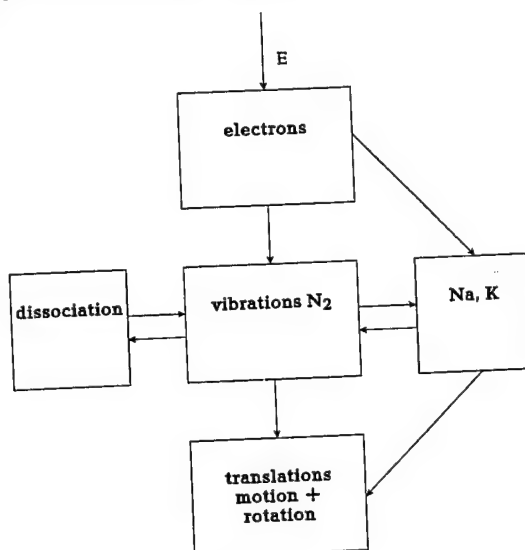 E
electrons
dissociation
vibrations N₂
Na, K
translations
motion +
rotation